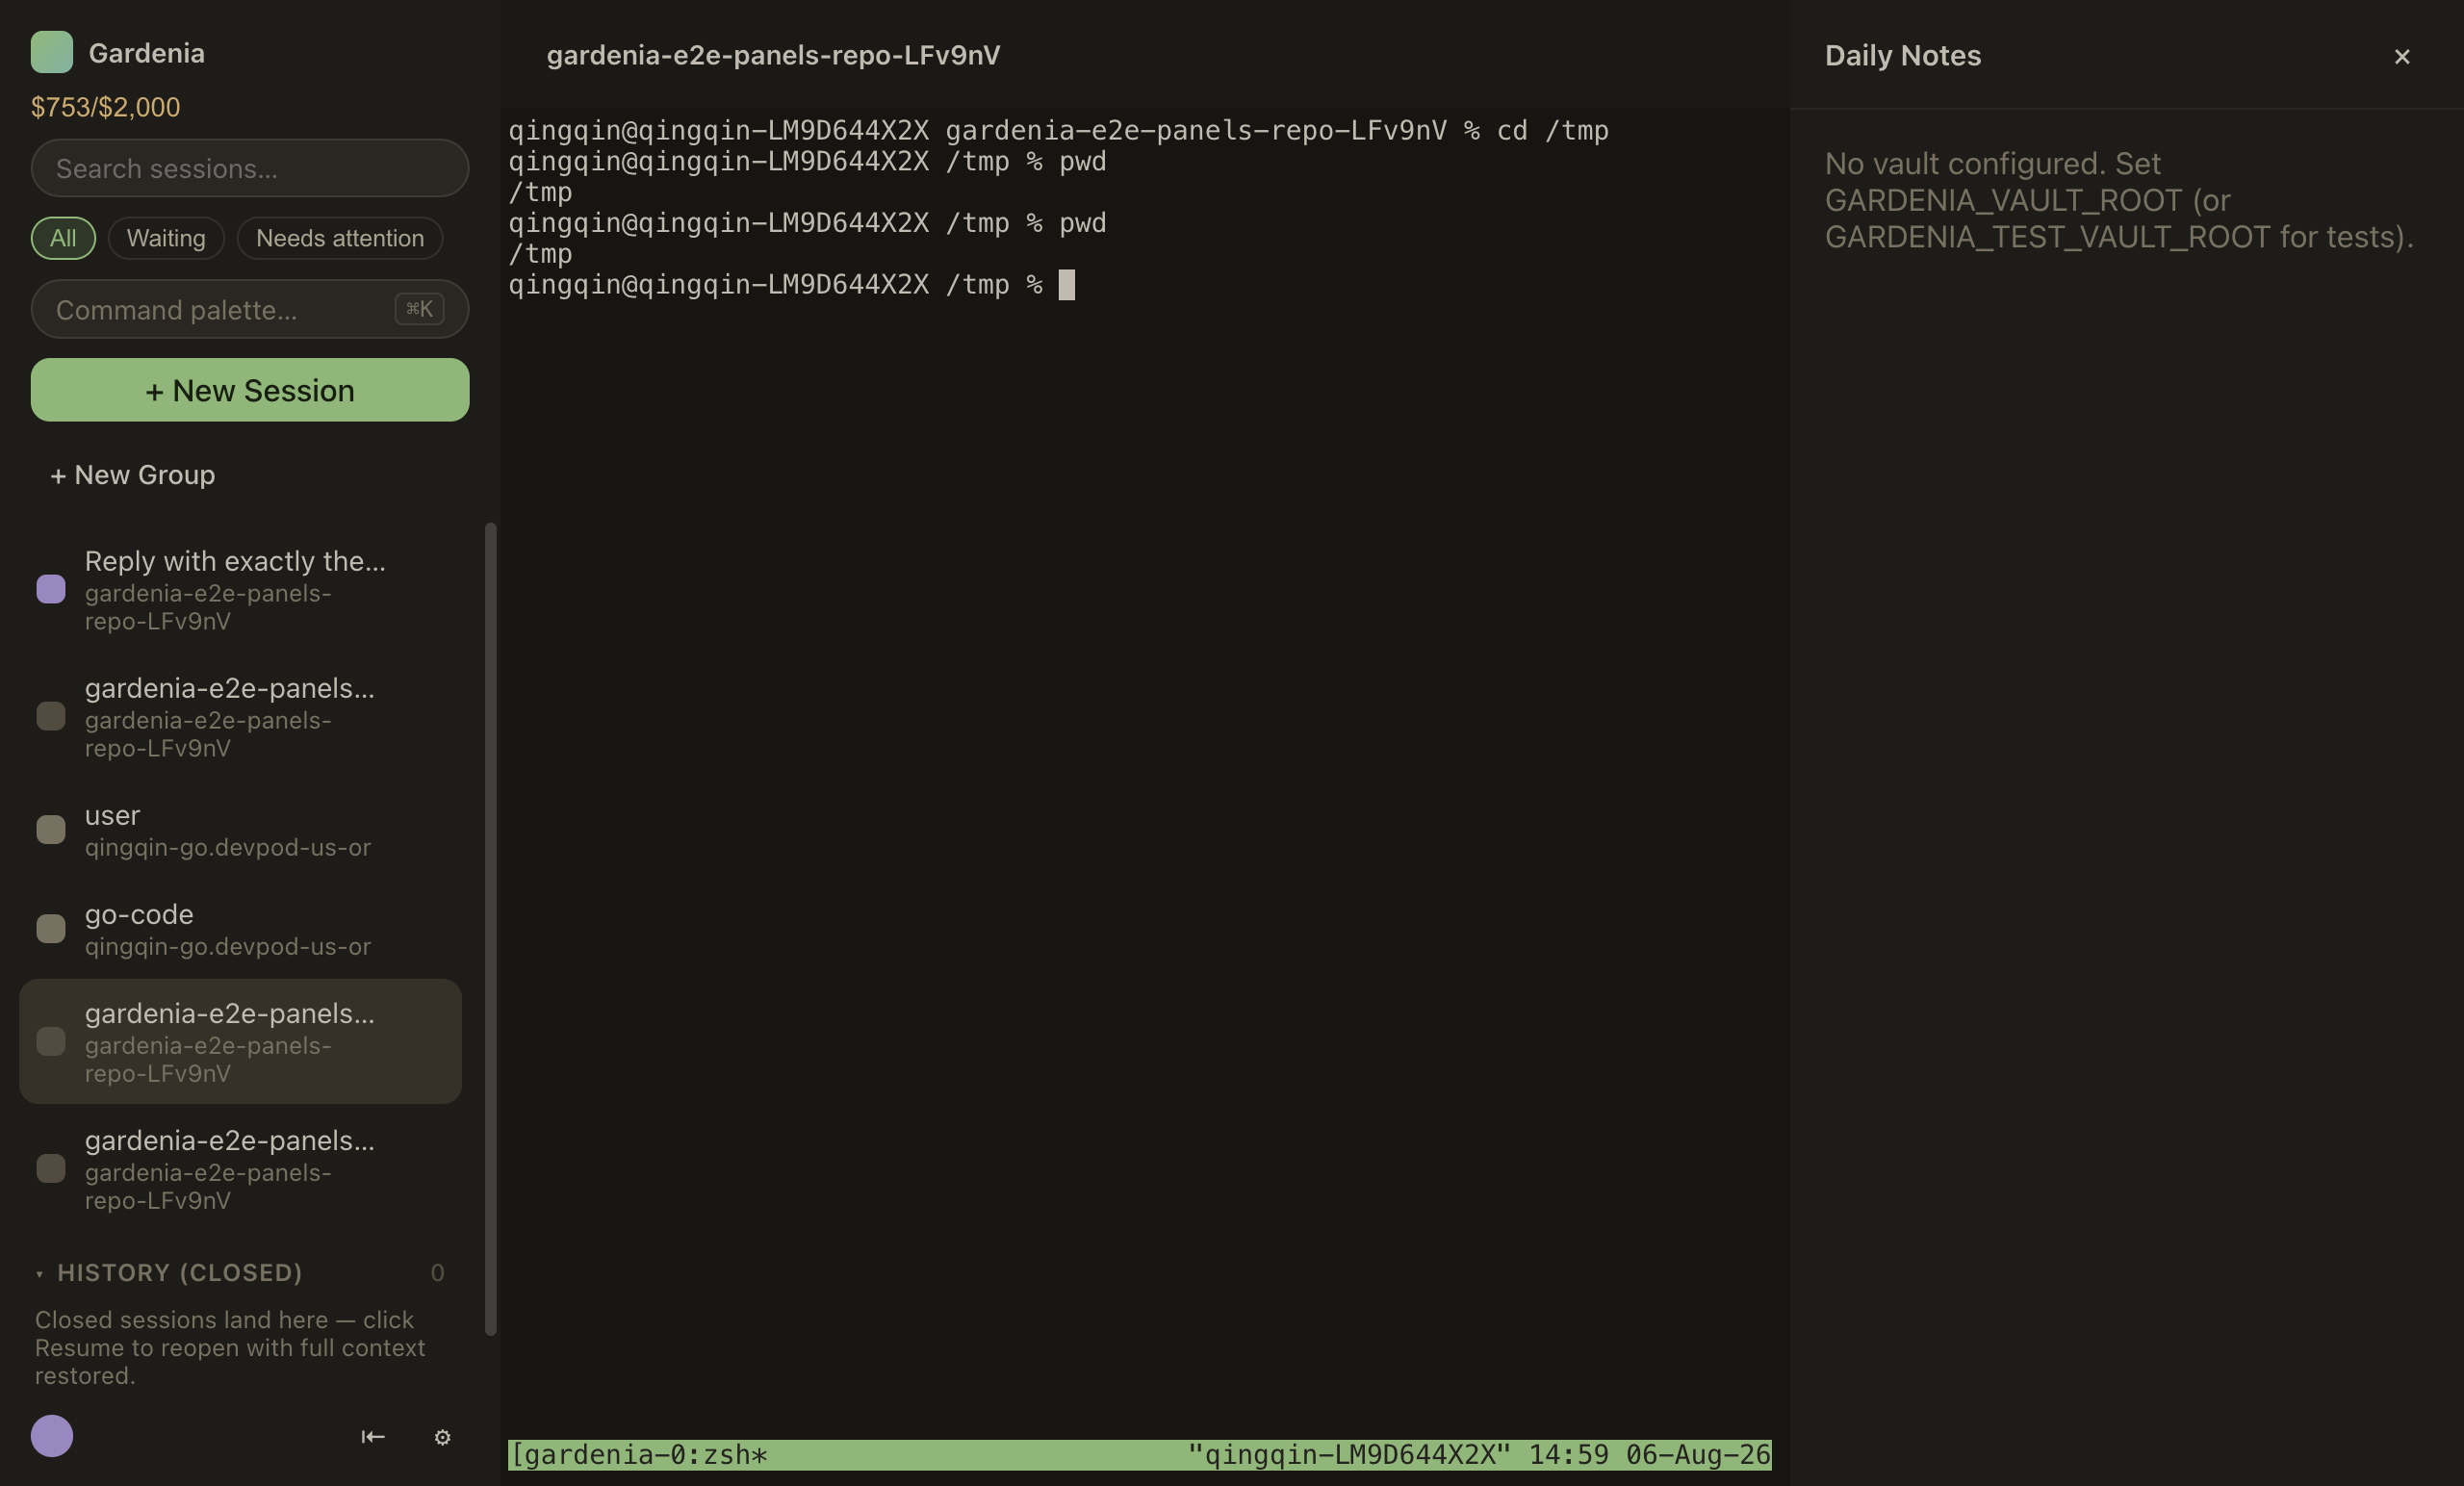 Gardenia
$753/$2,000
Search sessions...
All
Waiting
Needs attention
Command palette...
⌘K
+ New Session
+ New Group
Reply with exactly the...
gardenia-e2e-panels-
repo-LFv9nV
gardenia-e2e-panels...
gardenia-e2e-panels-
repo-LFv9nV
user
qingqin-go.devpod-us-or
go-code
qingqin-go.devpod-us-or
gardenia-e2e-panels...
gardenia-e2e-panels-
repo-LFv9nV
gardenia-e2e-panels...
gardenia-e2e-panels-
repo-LFv9nV
HISTORY (CLOSED)
0
Closed sessions land here — click
Resume to reopen with full context
restored.
gardenia-e2e-panels-repo-LFv9nV
qingqin@qingqin-LM9D644X2X gardenia-e2e-panels-repo-LFv9nV % cd /tmp
qingqin@qingqin-LM9D644X2X /tmp % pwd
/tmp
qingqin@qingqin-LM9D644X2X /tmp % pwd
/tmp
qingqin@qingqin-LM9D644X2X /tmp %
[gardenia-0:zsh* "qingqin-LM9D644X2X" 14:59 06-Aug-26
Daily Notes
No vault configured. Set
GARDENIA_VAULT_ROOT (or
GARDENIA_TEST_VAULT_ROOT for tests).